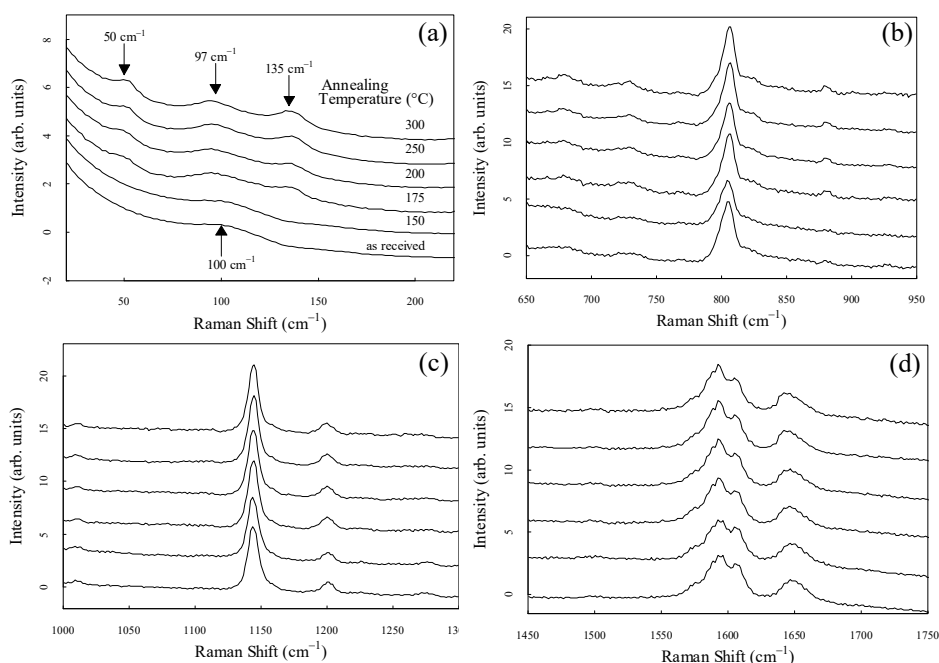 (a)
50 cm⁻¹
97 cm⁻¹
135 cm⁻¹
Annealing
Temperature (°C)
300
250
200
175
150
as received
100 cm⁻¹
Intensity (arb. units)
8
6
4
2
0
-2
50 100 150 200
Raman Shift (cm⁻¹)
(b)
Intensity (arb. units)
20
15
10
5
0
650 700 750 800 850 900 950
Raman Shift (cm⁻¹)
(c)
Intensity (arb. units)
20
15
10
5
0
1000 1050 1100 1150 1200 1250 130
Raman Shift (cm⁻¹)
(d)
Intensity (arb. units)
20
15
10
5
0
1450 1500 1550 1600 1650 1700 1750
Raman Shift (cm⁻¹)